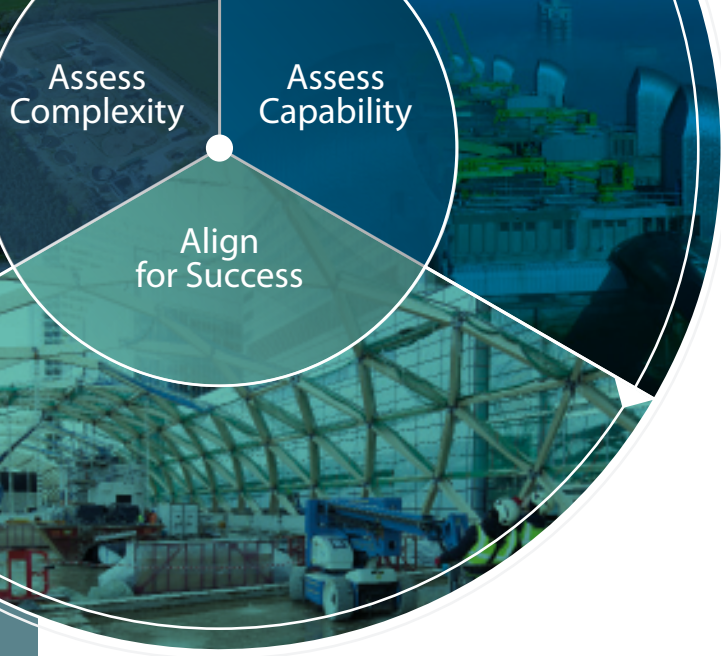 Assess
Complexity
Assess
Capability
Align
for Success